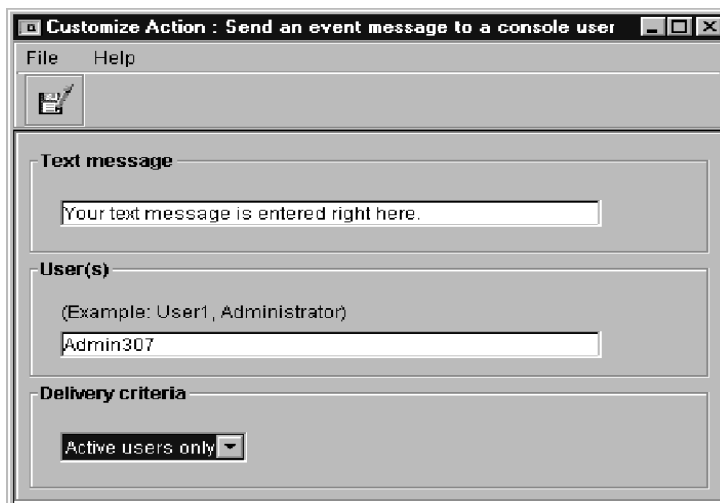 Customize Action : Send an event message to a console user
File Help
Text message
Your text message is entered right here.
User(s)
(Example: User1, Administrator)
Admin307
Delivery criteria
Active users only